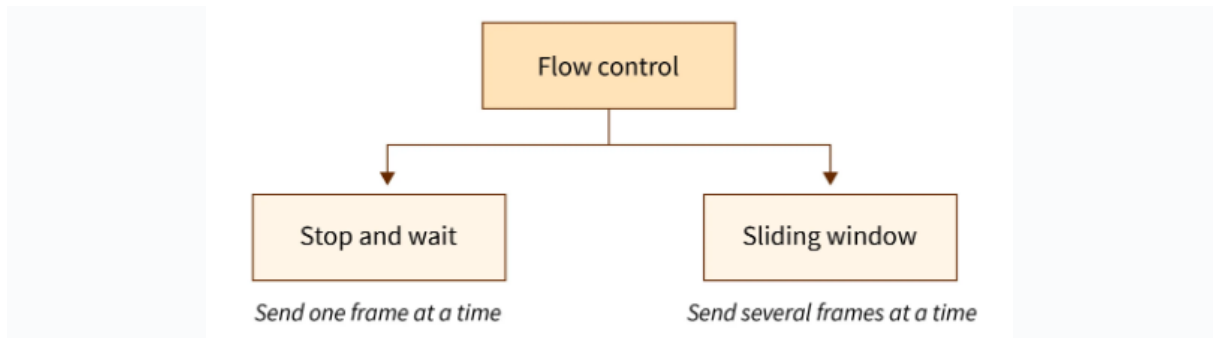 Flow control
Stop and wait
Sliding window
Send one frame at a time
Send several frames at a time